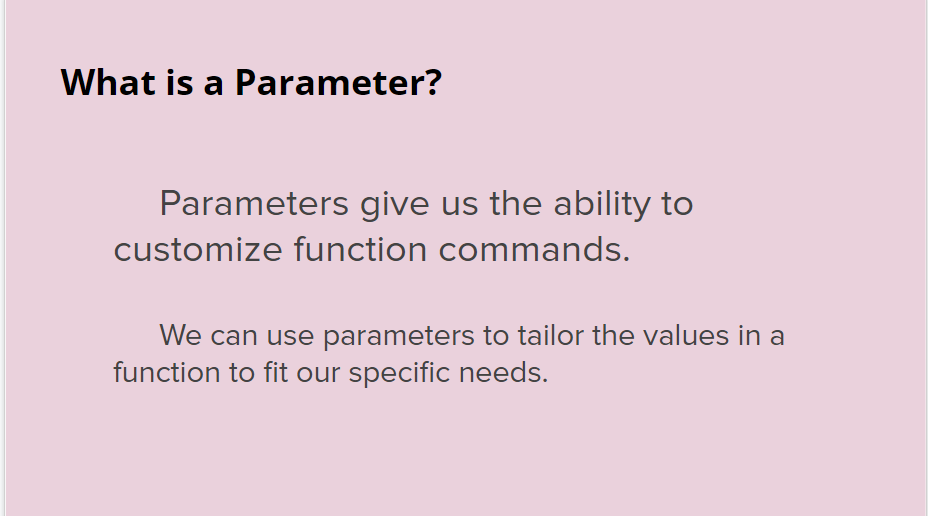 What is a Parameter?
Parameters give us the ability to
customize function commands.
We can use parameters to tailor the values in a
function to fit our specific needs.